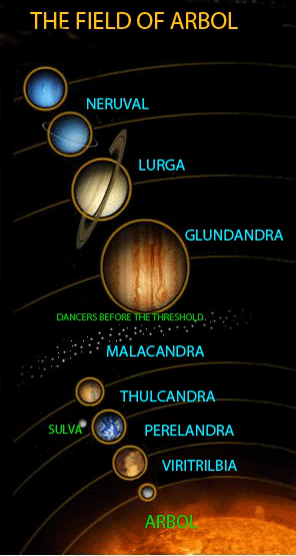 THE FIELD OF ARBOL
NERUVAL
LURGA
GLUNDANDRA
DANCERS BEFORE THE THRESHOLD.
MALACANDRA
THULCANDRA
SULVA
PERELANDRA
VIRITRILBIA
ARBOL